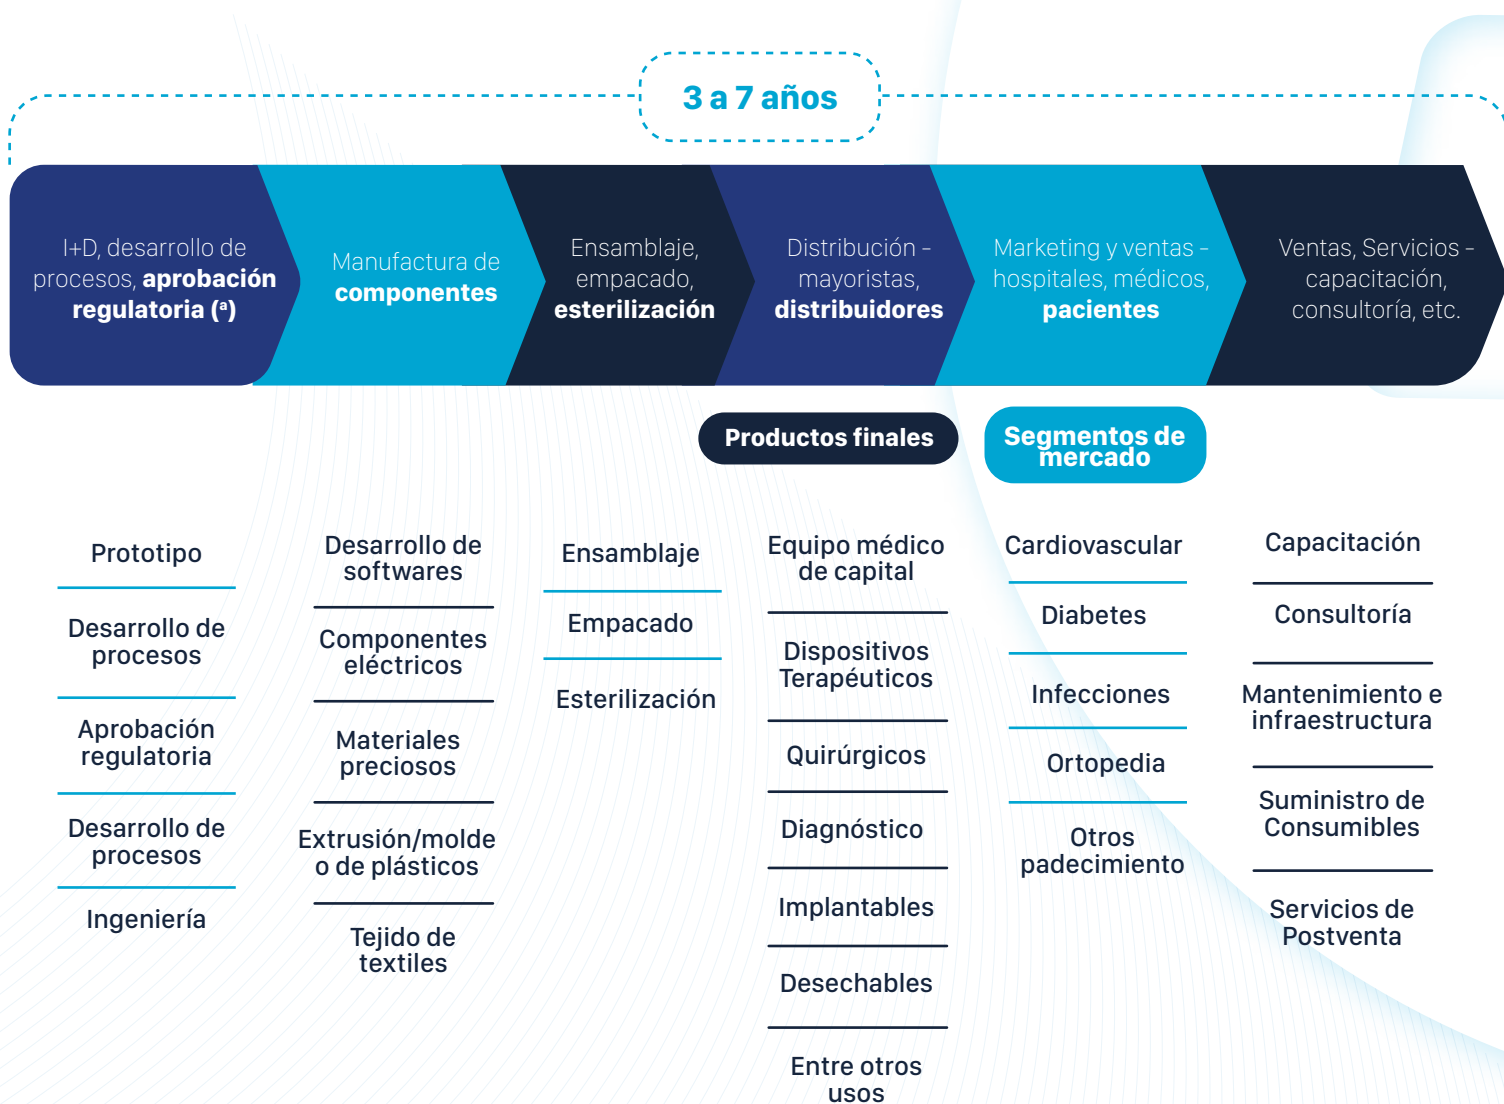 3 a 7 años
I+D, desarrollo de
procesos, aprobación
regulatoria (ª)
Manufactura de
componentes
Ensamblaje,
empacado,
esterilización
Distribución -
mayoristas,
distribuidores
Marketing y ventas -
hospitales, médicos,
pacientes
Ventas, Servicios -
capacitación,
consultoría, etc.
Productos finales
Segmentos de
mercado
Prototipo
Desarrollo de
procesos
Aprobación
regulatoria
Desarrollo de
procesos
Ingeniería
Desarrollo de
softwares
Componentes
eléctricos
Materiales
preciosos
Extrusión/molde
o de plásticos
Tejido de
textiles
Ensamblaje
Empacado
Esterilización
Equipo médico
de capital
Dispositivos
Terapéuticos
Quirúrgicos
Diagnóstico
Implantables
Desechables
Entre otros
usos
Cardiovascular
Diabetes
Infecciones
Ortopedia
Otros
padecimiento
Capacitación
Consultoría
Mantenimiento e
infraestructura
Suministro de
Consumibles
Servicios de
Postventa